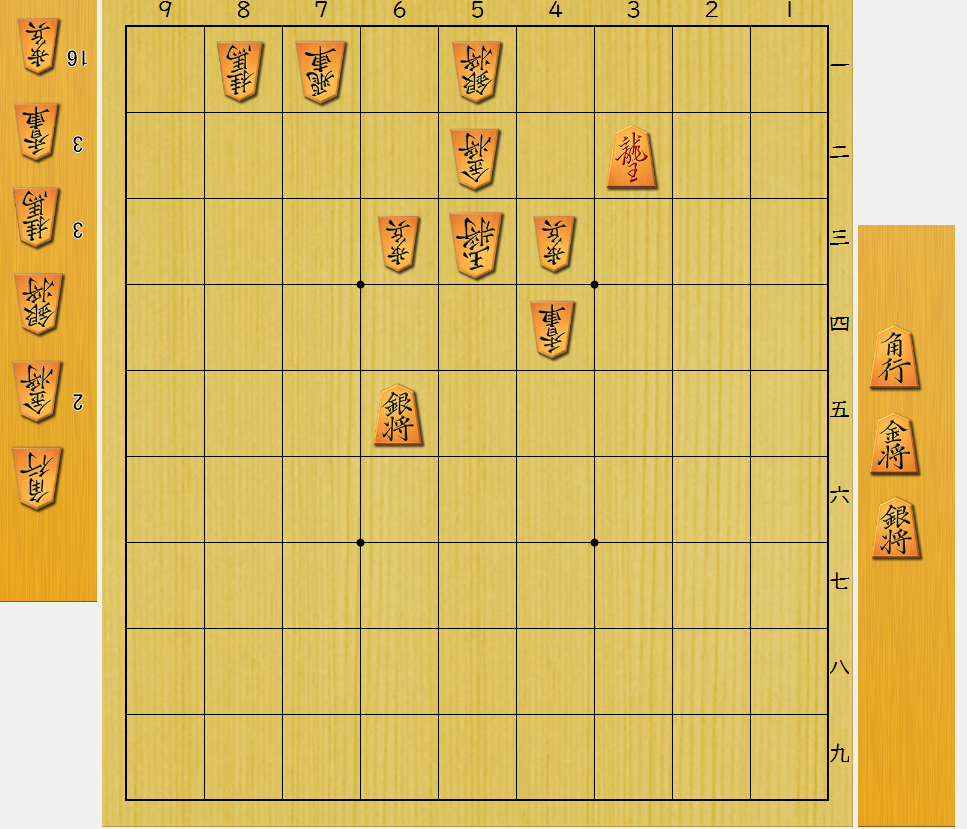 9 8 7 6 5 4 3 2 1
歩兵 16
香車 3
桂馬 3
銀将
金将 2
角行
桂馬 飛車 銀将 一
金将 龍王 二
歩兵 玉将 歩兵 三
香車 四
銀将 五
六
七
八
九
角行
金将
銀将